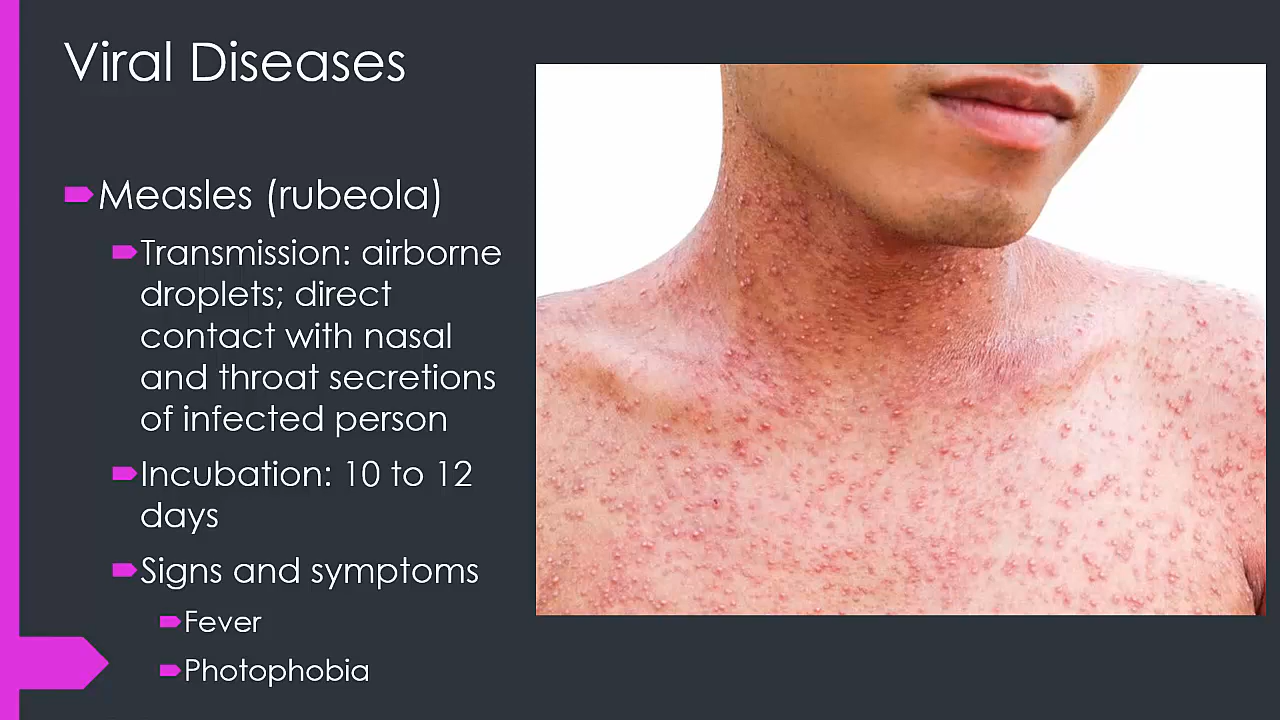 Viral Diseases
Measles (rubeola)
Transmission: airborne
droplets; direct
contact with nasal
and throat secretions
of infected person
Incubation: 10 to 12
days
Signs and symptoms
Fever
Photophobia